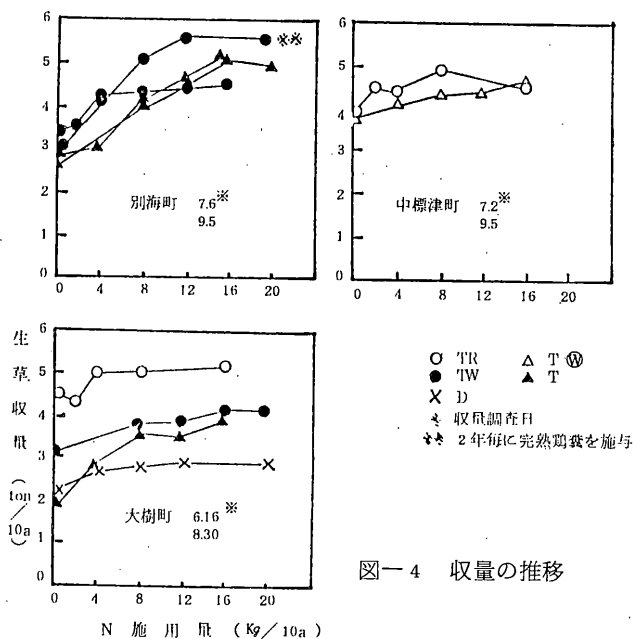 6
5
4
3
2
1
0
0 4 8 12 16 20
※※
別海町 7.6※
9.5
6
5
4
3
2
1
0
0 4 8 12 16 20
中標津町 7.2※
9.5
生草収量(ton/10a)
6
5
4
3
2
1
0
0 4 8 12 16 20
大樹町 6.16※
8.30
N 施用量 (Kg/10a)
○ TR △ TⓌ
● TW ▲ T
× D
※ 収量調査日
※※ 2年毎に完熟鶏糞を施与
図―4 収量の推移